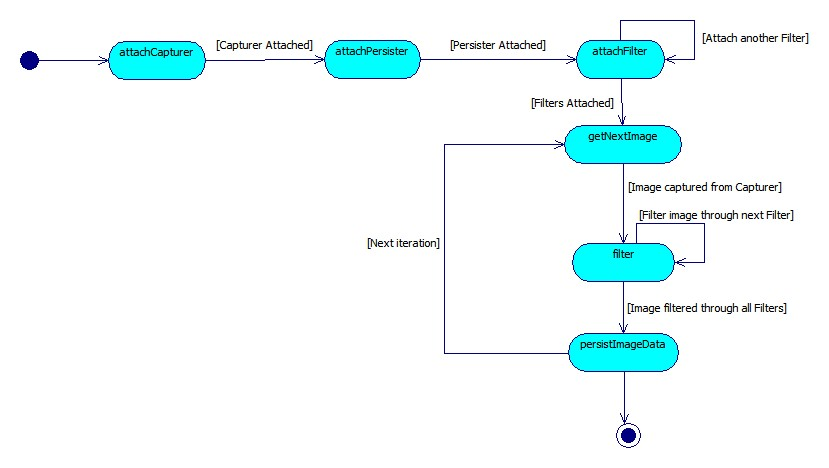 attachCapturer
[Capturer Attached]
attachPersister
[Persister Attached]
attachFilter
[Attach another Filter]
[Filters Attached]
getNextImage
[Image captured from Capturer]
[Filter image through next Filter]
[Next iteration]
filter
[Image filtered through all Filters]
persistImageData